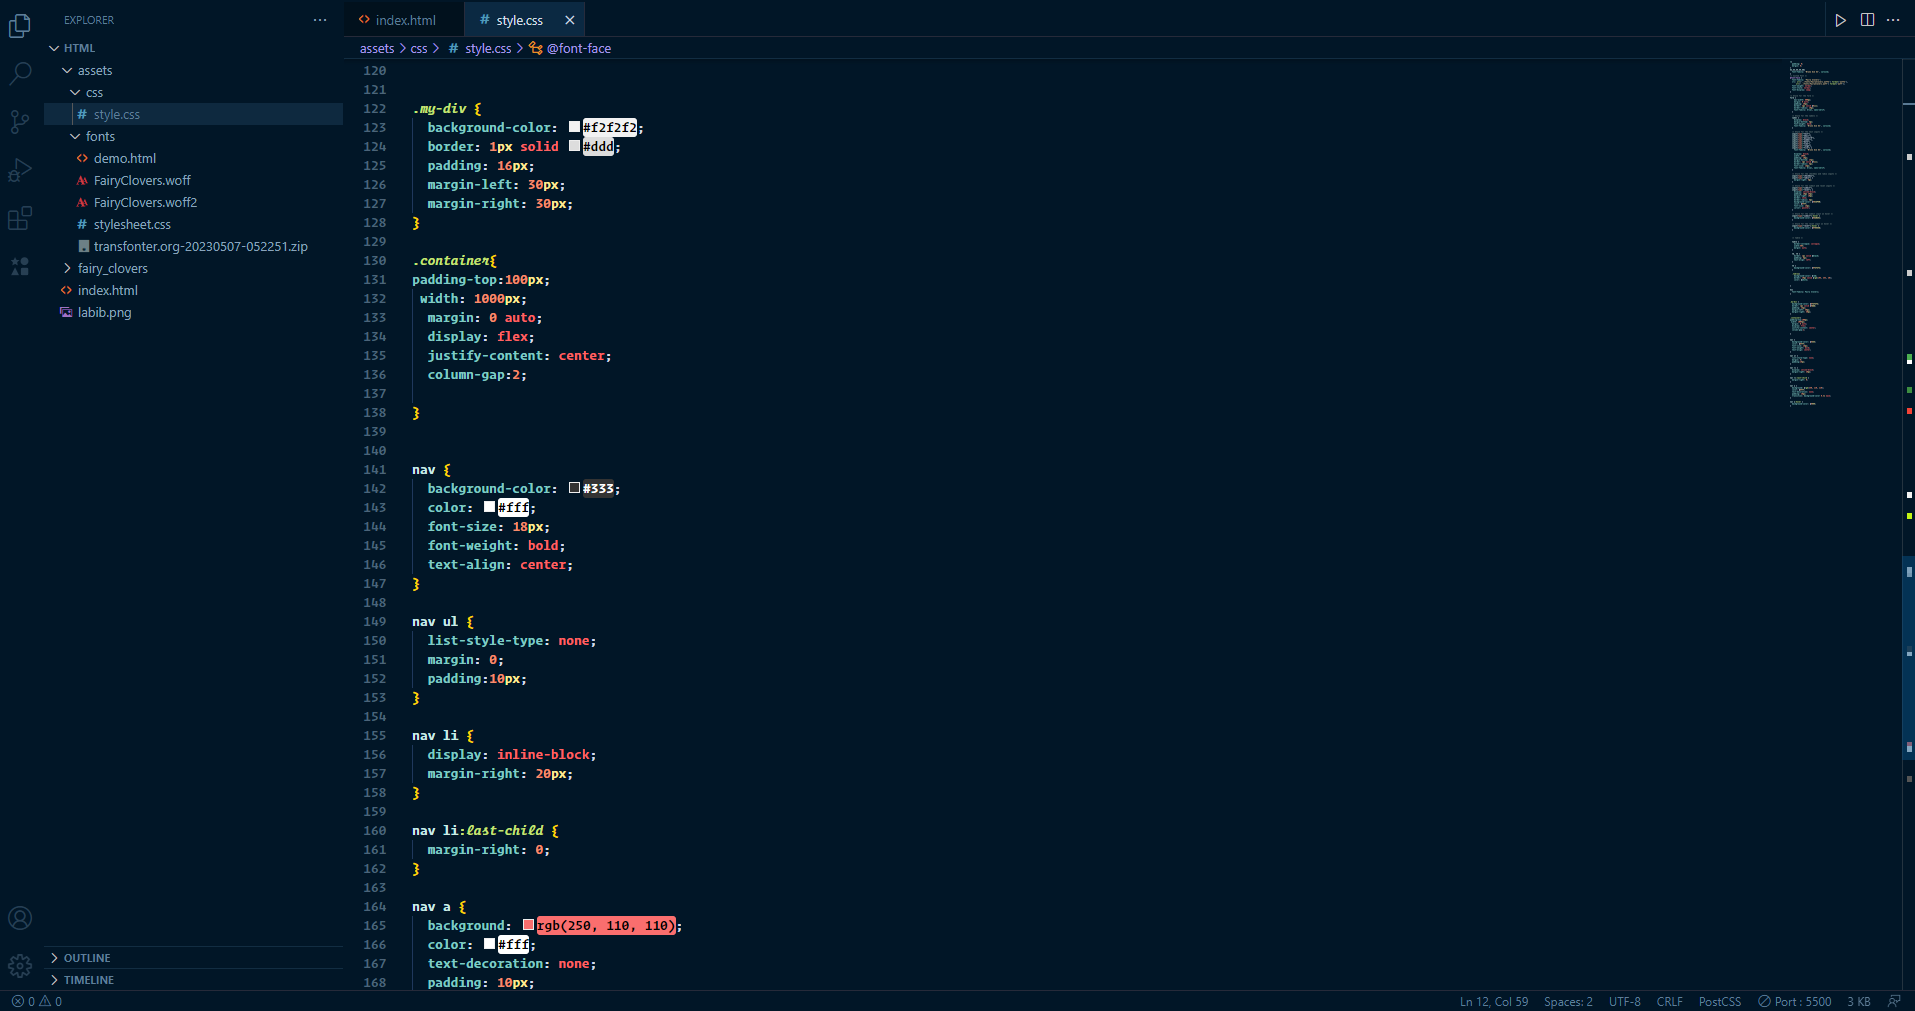 EXPLORER
HTML
assets
css
# style.css
fonts
<> demo.html
FairyClovers.woff
FairyClovers.woff2
# stylesheet.css
transfonter.org-20230507-052251.zip
fairy_clovers
<> index.html
labib.png
OUTLINE
TIMELINE
<> index.html
# style.css
assets > css > # style.css > @font-face
120
121
122 .my-div {
123 background-color: #f2f2f2;
124 border: 1px solid #ddd;
125 padding: 16px;
126 margin-left: 30px;
127 margin-right: 30px;
128 }
129
130 .container{
131 padding-top:100px;
132 width: 1000px;
133 margin: 0 auto;
134 display: flex;
135 justify-content: center;
136 column-gap:2;
137
138 }
139
140
141 nav {
142 background-color: #333;
143 color: #fff;
144 font-size: 18px;
145 font-weight: bold;
146 text-align: center;
147 }
148
149 nav ul {
150 list-style-type: none;
151 margin: 0;
152 padding:10px;
153 }
154
155 nav li {
156 display: inline-block;
157 margin-right: 20px;
158 }
159
160 nav li:last-child {
161 margin-right: 0;
162 }
163
164 nav a {
165 background: rgb(250, 110, 110);
166 color: #fff;
167 text-decoration: none;
168 padding: 10px;
0 0
Ln 12, Col 59 Spaces: 2 UTF-8 CRLF PostCSS Port : 5500 3 KB